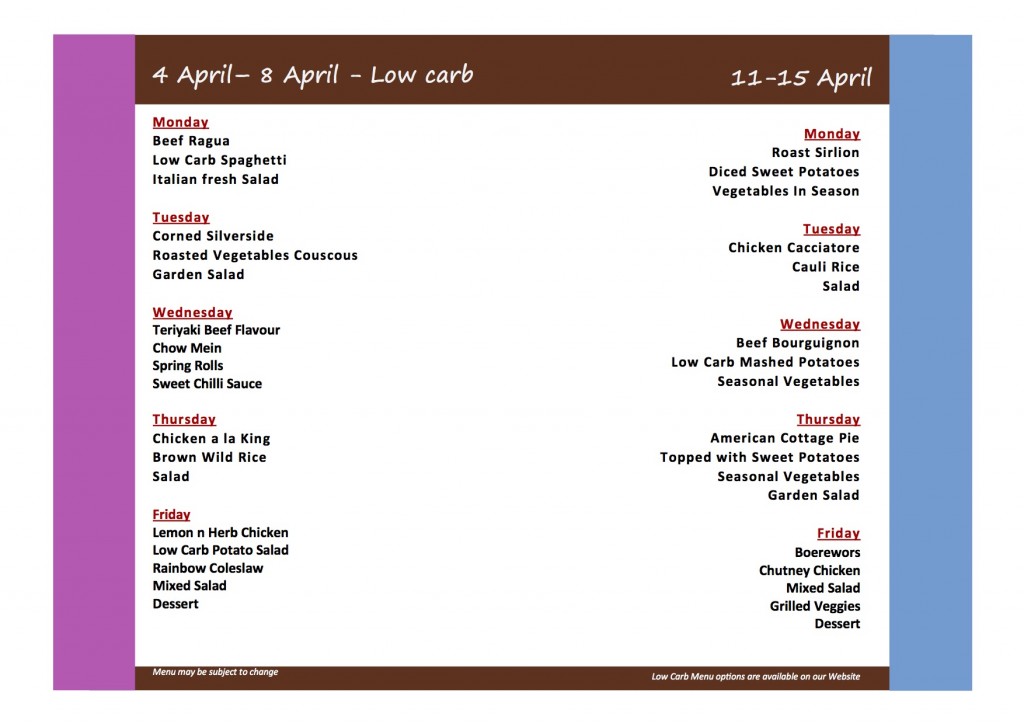 4 April– 8 April - Low carb
Monday
Beef Ragua
Low Carb Spaghetti
Italian fresh Salad
Tuesday
Corned Silverside
Roasted Vegetables Couscous
Garden Salad
Wednesday
Teriyaki Beef Flavour
Chow Mein
Spring Rolls
Sweet Chilli Sauce
Thursday
Chicken a la King
Brown Wild Rice
Salad
Friday
Lemon n Herb Chicken
Low Carb Potato Salad
Rainbow Coleslaw
Mixed Salad
Dessert
Menu may be subject to change
11-15 April
Monday
Roast Sirlion
Diced Sweet Potatoes
Vegetables In Season
Tuesday
Chicken Cacciatore
Cauli Rice
Salad
Wednesday
Beef Bourguignon
Low Carb Mashed Potatoes
Seasonal Vegetables
Thursday
American Cottage Pie
Topped with Sweet Potatoes
Seasonal Vegetables
Garden Salad
Friday
Boerewors
Chutney Chicken
Mixed Salad
Grilled Veggies
Dessert
Low Carb Menu options are available on our Website